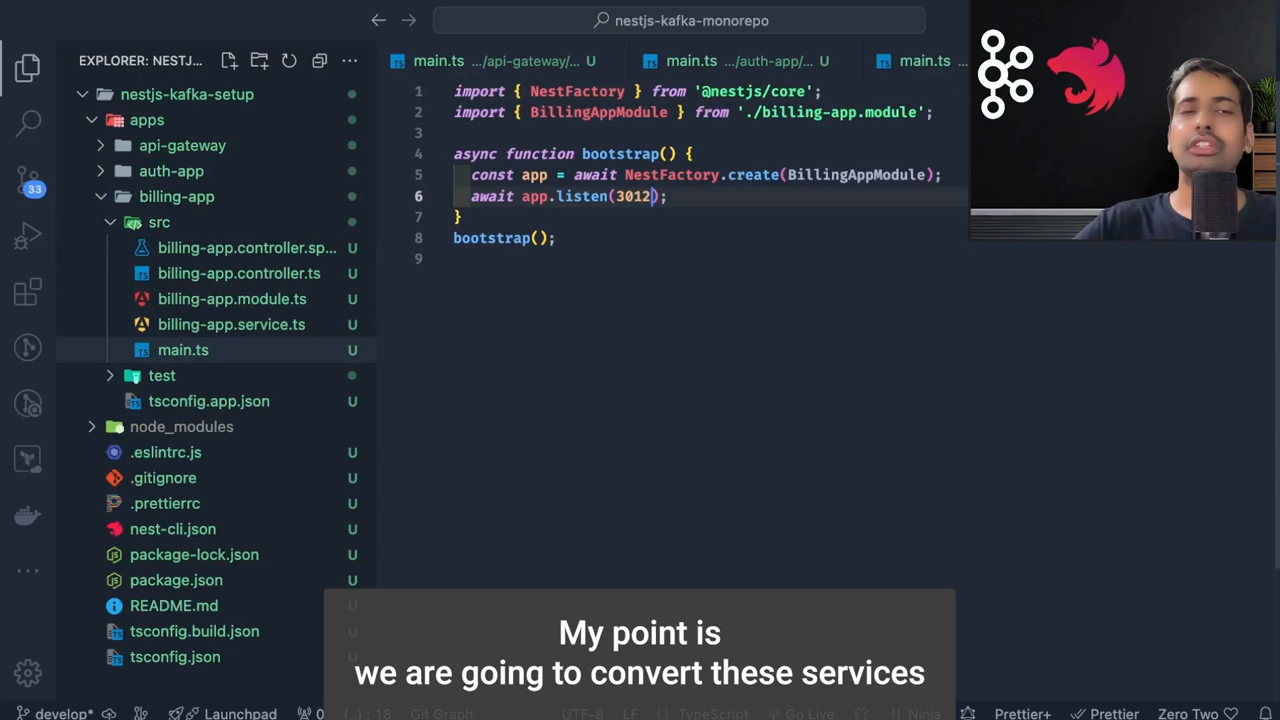 nestjs-kafka-monorepo
EXPLORER: NESTJ...
nestjs-kafka-setup
apps
api-gateway
auth-app
billing-app
src
billing-app.controller.sp... U
billing-app.controller.ts U
billing-app.module.ts U
billing-app.service.ts U
main.ts U
test
tsconfig.app.json U
node_modules
.eslintrc.js U
.gitignore U
.prettierrc U
nest-cli.json U
package-lock.json U
package.json U
README.md U
tsconfig.build.json U
tsconfig.json U
33
main.ts .../api-gateway/... U
main.ts .../auth-app/... U
main.ts ...
1 import { NestFactory } from '@nestjs/core';
2 import { BillingAppModule } from './billing-app.module';
3
4 async function bootstrap() {
5 const app = await NestFactory.create(BillingAppModule);
6 await app.listen(3012);
7 }
8 bootstrap();
9
My point is
we are going to convert these services
develop* Launchpad 0 {..}: 18 Git Graph UTF-8 LF {} TypeScript Go Live Ninja Prettier+ Prettier Zero Two